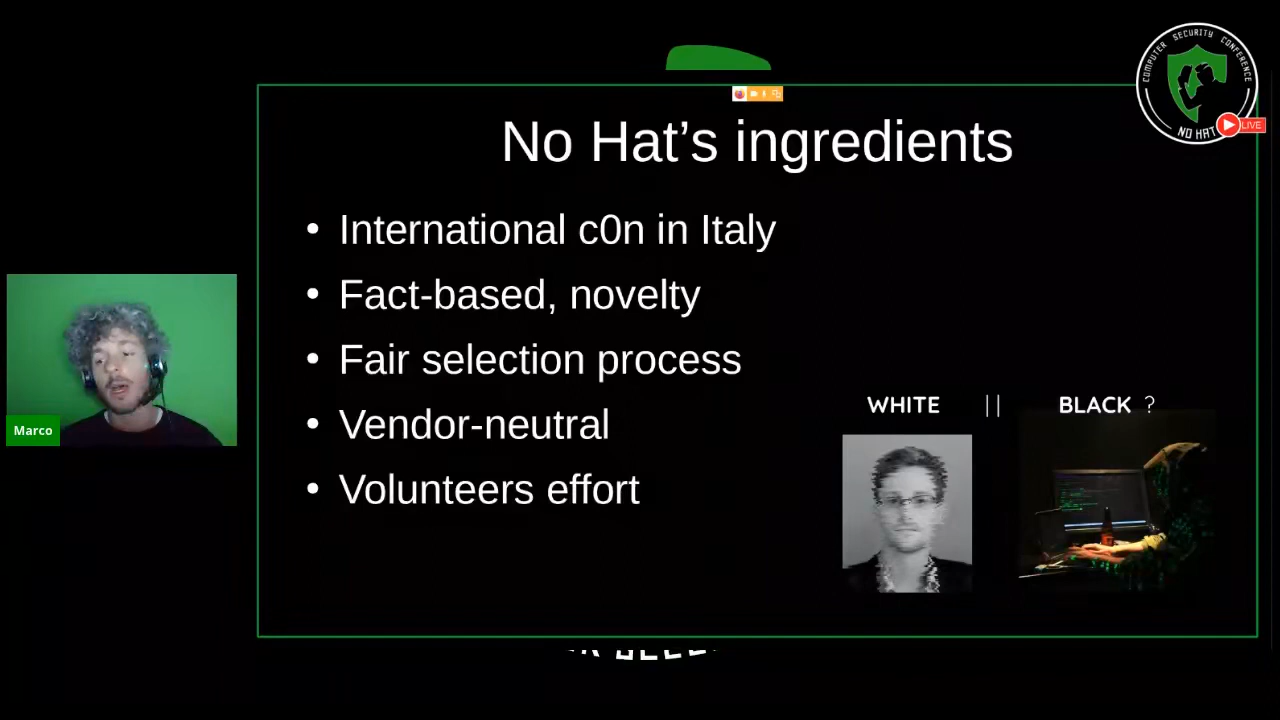 COMPUTER SECURITY CONFERENCE
NO HAT
LIVE
No Hat’s ingredients
• International c0n in Italy
• Fact-based, novelty
• Fair selection process
• Vendor-neutral
• Volunteers effort
WHITE || BLACK ?
Marco